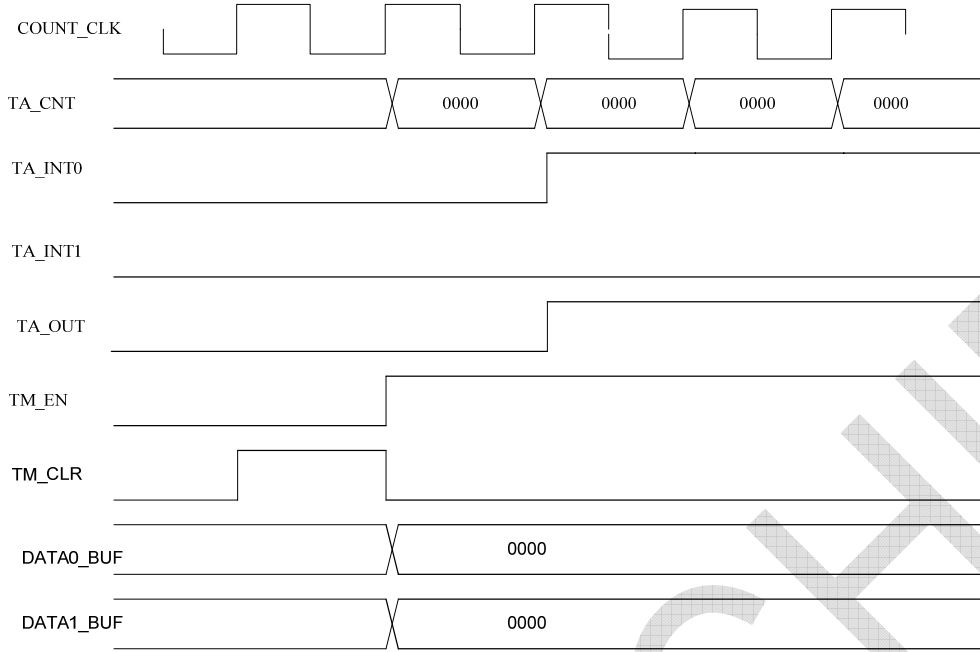 COUNT_CLK
TA_CNT 0000 0000 0000 0000
TA_INT0
TA_INT1
TA_OUT
TM_EN
TM_CLR
DATA0_BUF 0000
DATA1_BUF 0000